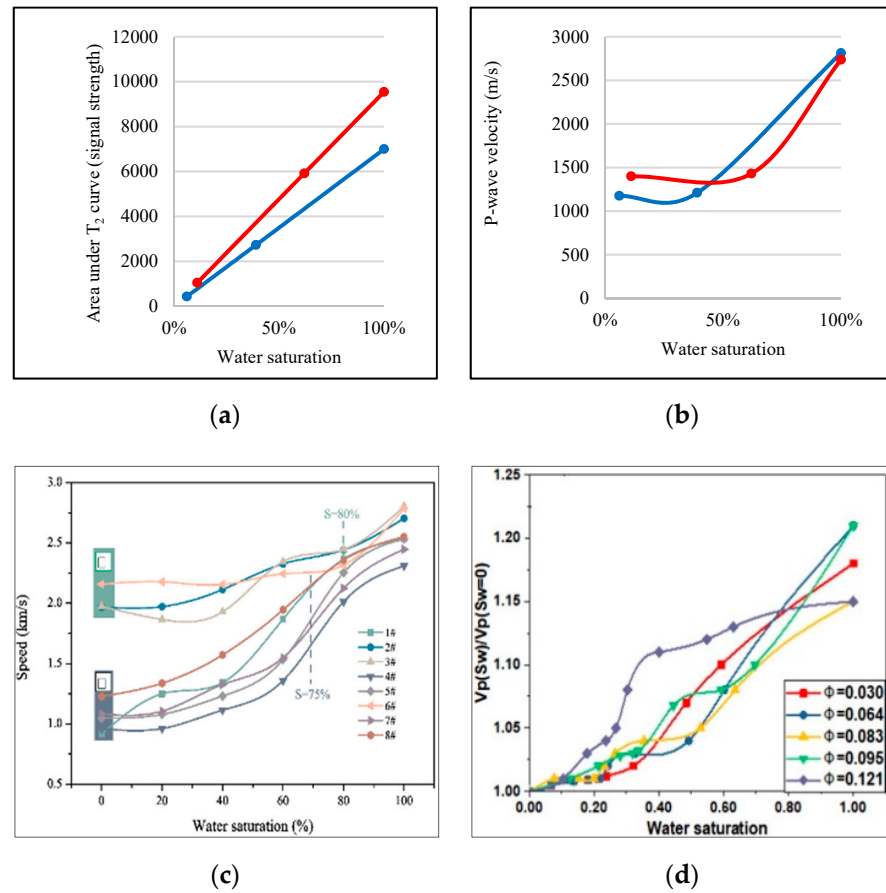 12000
10000
8000
6000
4000
2000
0
0%
50%
100%
Area under T₂ curve (signal strength)
Water saturation
(a)
3000
2500
2000
1500
1000
500
0
0%
50%
100%
P-wave velocity (m/s)
Water saturation
(b)
3.0
2.5
2.0
1.5
1.0
0.5
0
20
40
60
80
100
Speed (km/s)
Water saturation (%)
S=80%
S=75%
1#
2#
3#
4#
5#
6#
7#
8#
(c)
1.25
1.20
1.15
1.10
1.05
1.00
0.00
0.20
0.40
0.60
0.80
1.00
Vp(Sw)/Vp(Sw=0)
Water saturation
Φ=0.030
Φ=0.064
Φ=0.083
Φ=0.095
Φ=0.121
(d)